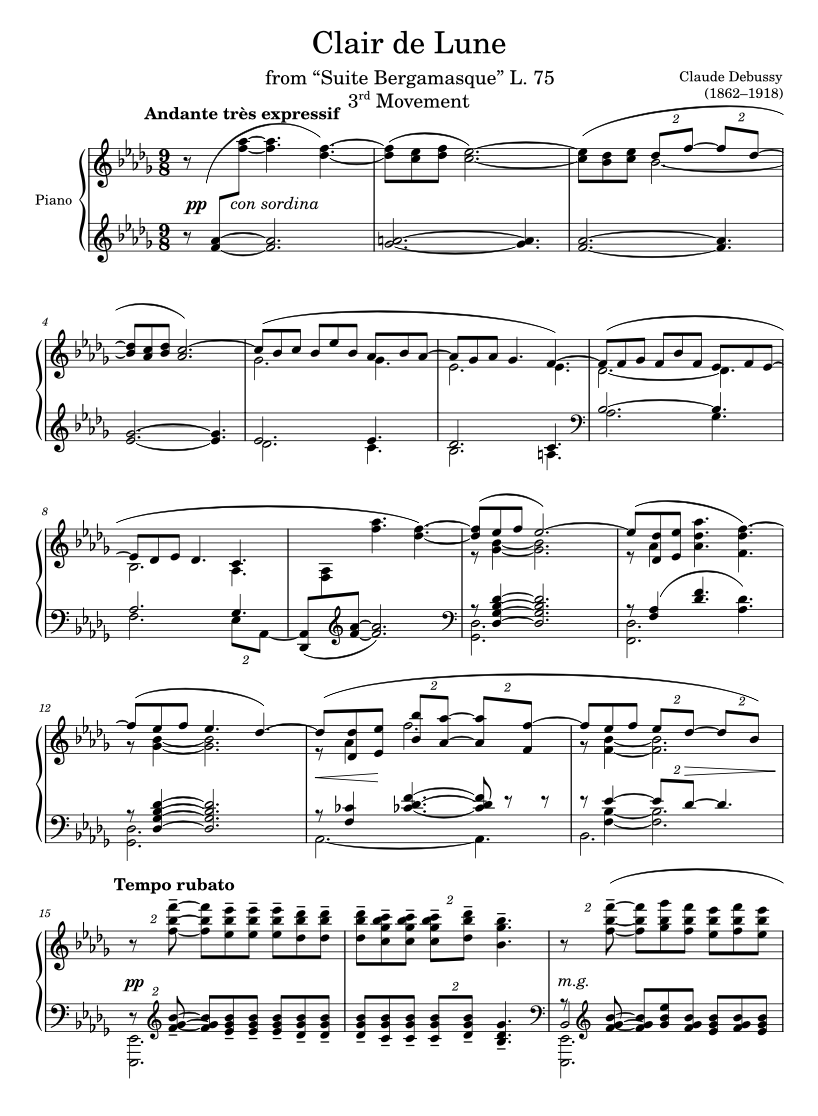 Clair de Lune
from “Suite Bergamasque” L. 75
3rd Movement
Claude Debussy
(1862–1918)
Andante très expressif
2 2
Piano
9 8
pp con sordina
9 8
4
8
2
12
2 2
2 2
2
Tempo rubato
15
2 2 2
pp m.g.
2 2